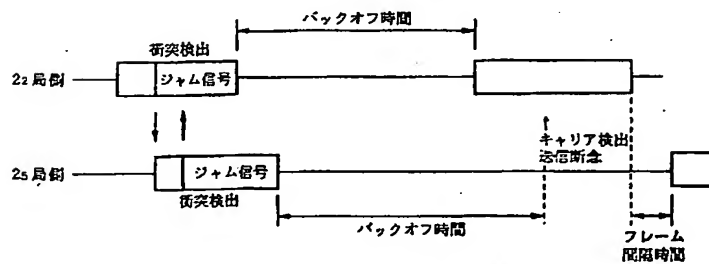 バックオフ時間
衝突検出
2₂局側
ジャム信号
キャリア検出
送信断念
2₅局側
ジャム信号
衝突検出
バックオフ時間
フレーム
間隔時間